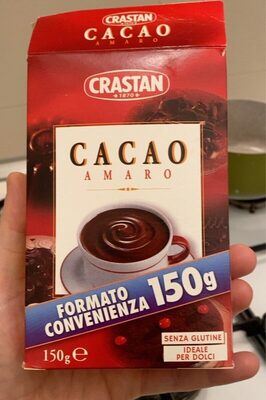 CRASTAN
CACAO
AMARO
CRASTAN
1870
CACAO
AMARO
FORMATO
CONVENIENZA 150g
150g ℮
SENZA GLUTINE
IDEALE
PER DOLCI